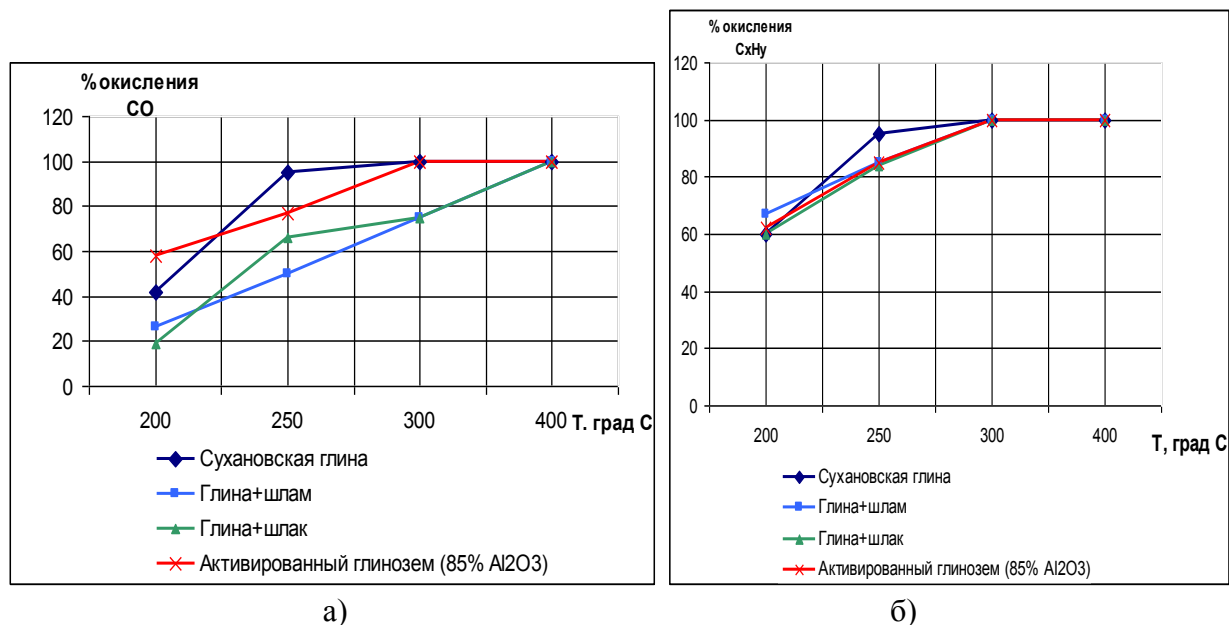 % окисления
СО
120
100
80
60
40
20
0
200 250 300 400 Т. град С
Сухановская глина
Глина+шлам
Глина+шлак
Активированный глинозем (85% Al2O3)
а)
% окисления
СхНу
120
100
80
60
40
20
0
200 250 300 400 Т, град С
Сухановская глина
Глина+шлам
Глина+шлак
Активированный глинозем (85% Al2O3)
б)